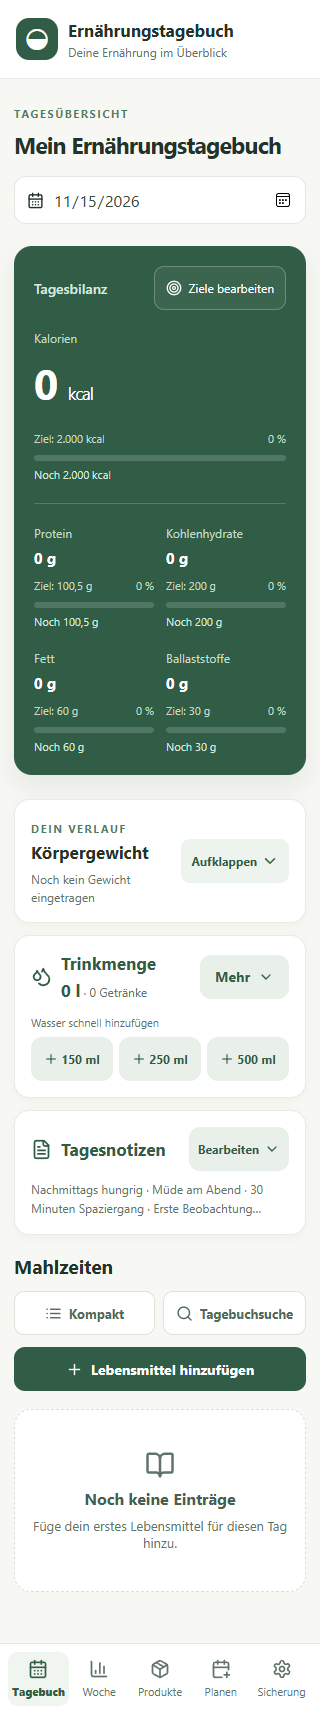 Ernährungstagebuch
Deine Ernährung im Überblick
TAGESÜBERSICHT
Mein Ernährungstagebuch
11/15/2026
Tagesbilanz
Ziele bearbeiten
Kalorien
0 kcal
Ziel: 2.000 kcal 0 %
Noch 2.000 kcal
Protein Kohlenhydrate
0 g 0 g
Ziel: 100,5 g 0 % Ziel: 200 g 0 %
Noch 100,5 g Noch 200 g
Fett Ballaststoffe
0 g 0 g
Ziel: 60 g 0 % Ziel: 30 g 0 %
Noch 60 g Noch 30 g
DEIN VERLAUF
Körpergewicht
Aufklappen
Noch kein Gewicht
eingetragen
Trinkmenge
0 l · 0 Getränke
Mehr
Wasser schnell hinzufügen
+ 150 ml + 250 ml + 500 ml
Tagesnotizen
Bearbeiten
Nachmittags hungrig · Müde am Abend · 30
Minuten Spaziergang · Erste Beobachtung...
Mahlzeiten
Kompakt Tagebuchsuche
+ Lebensmittel hinzufügen
Noch keine Einträge
Füge dein erstes Lebensmittel für diesen Tag
hinzu.
Tagebuch Woche Produkte Planen Sicherung